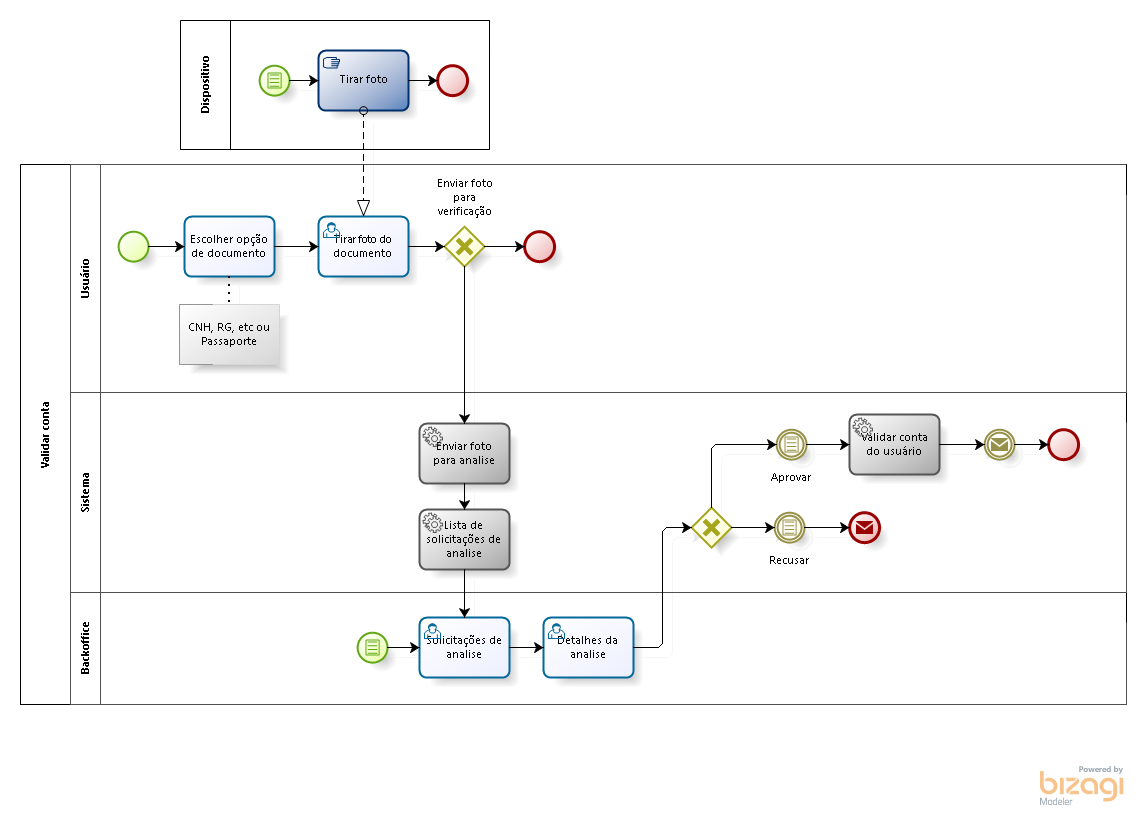 Dispositivo
Tirar foto
Validar conta
Usuário
Enviar foto
para
verificação
Escolher opção
de documento
Tirar foto do
documento
CNH, RG, etc ou
Passaporte
Sistema
Enviar foto
para analise
Lista de
solicitações de
analise
Aprovar
Validar conta
do usuário
Recusar
Backoffice
Solicitações de
analise
Detalhes da
analise
Powered by
bizagi
Modeler